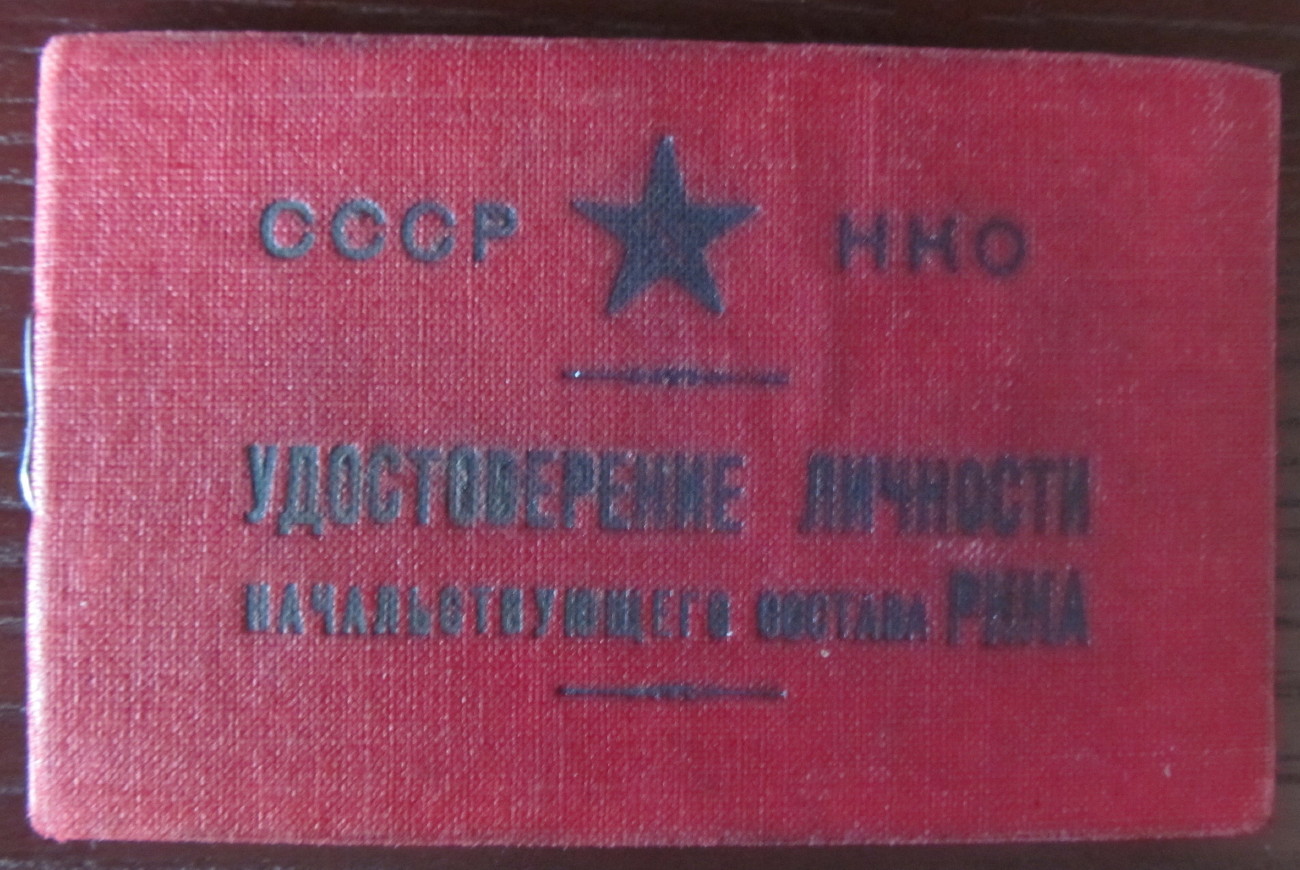 СССР НКО
УДОСТОВЕРЕНИЕ ЛИЧНОСТИ
НАЧАЛЬСТВУЮЩЕГО СОСТАВА РККА